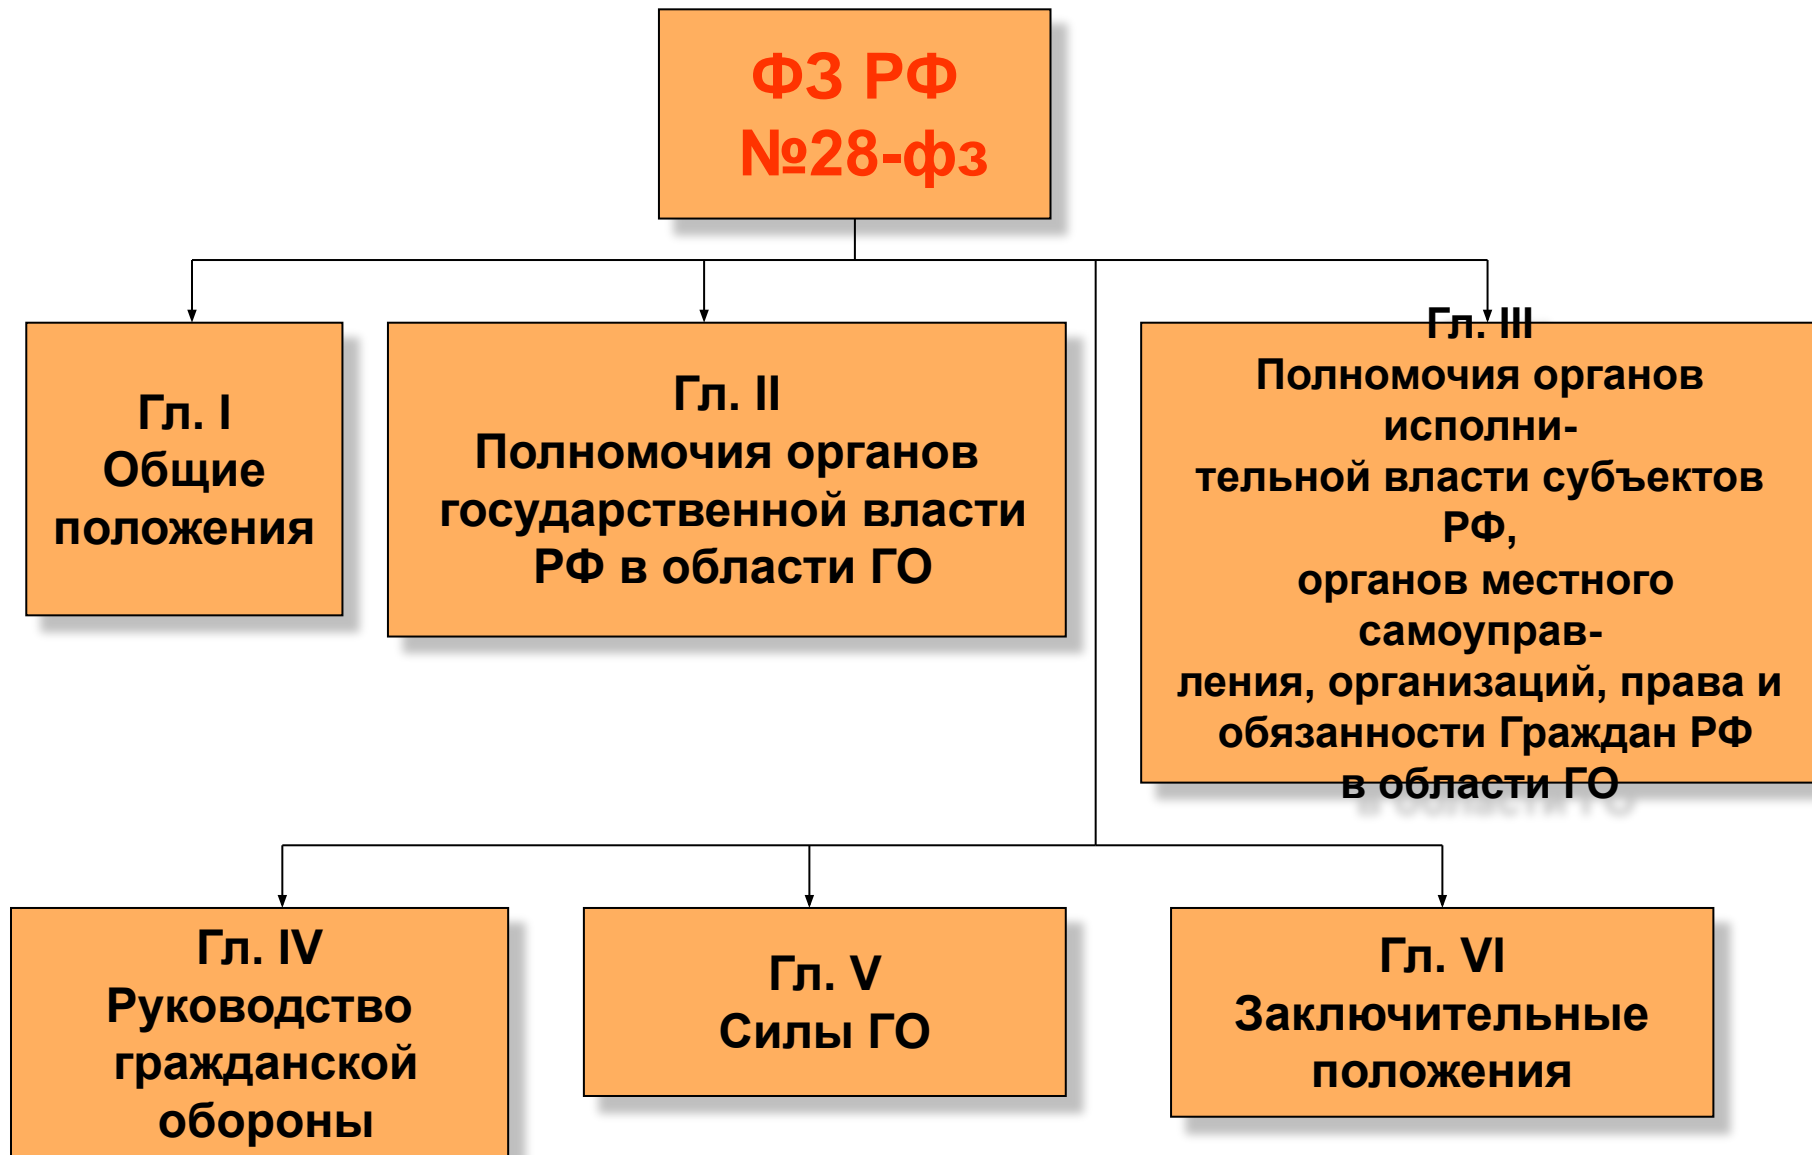 ФЗ РФ
№28-фз
Гл. I
Общие
положения
Гл. II
Полномочия органов
государственной власти
РФ в области ГО
Гл. III
Полномочия органов
исполни-
тельной власти субъектов
РФ,
органов местного
самоуправ-
ления, организаций, права и
обязанности Граждан РФ
в области ГО
Гл. IV
Руководство
гражданской
обороны
Гл. V
Силы ГО
Гл. VI
Заключительные
положения